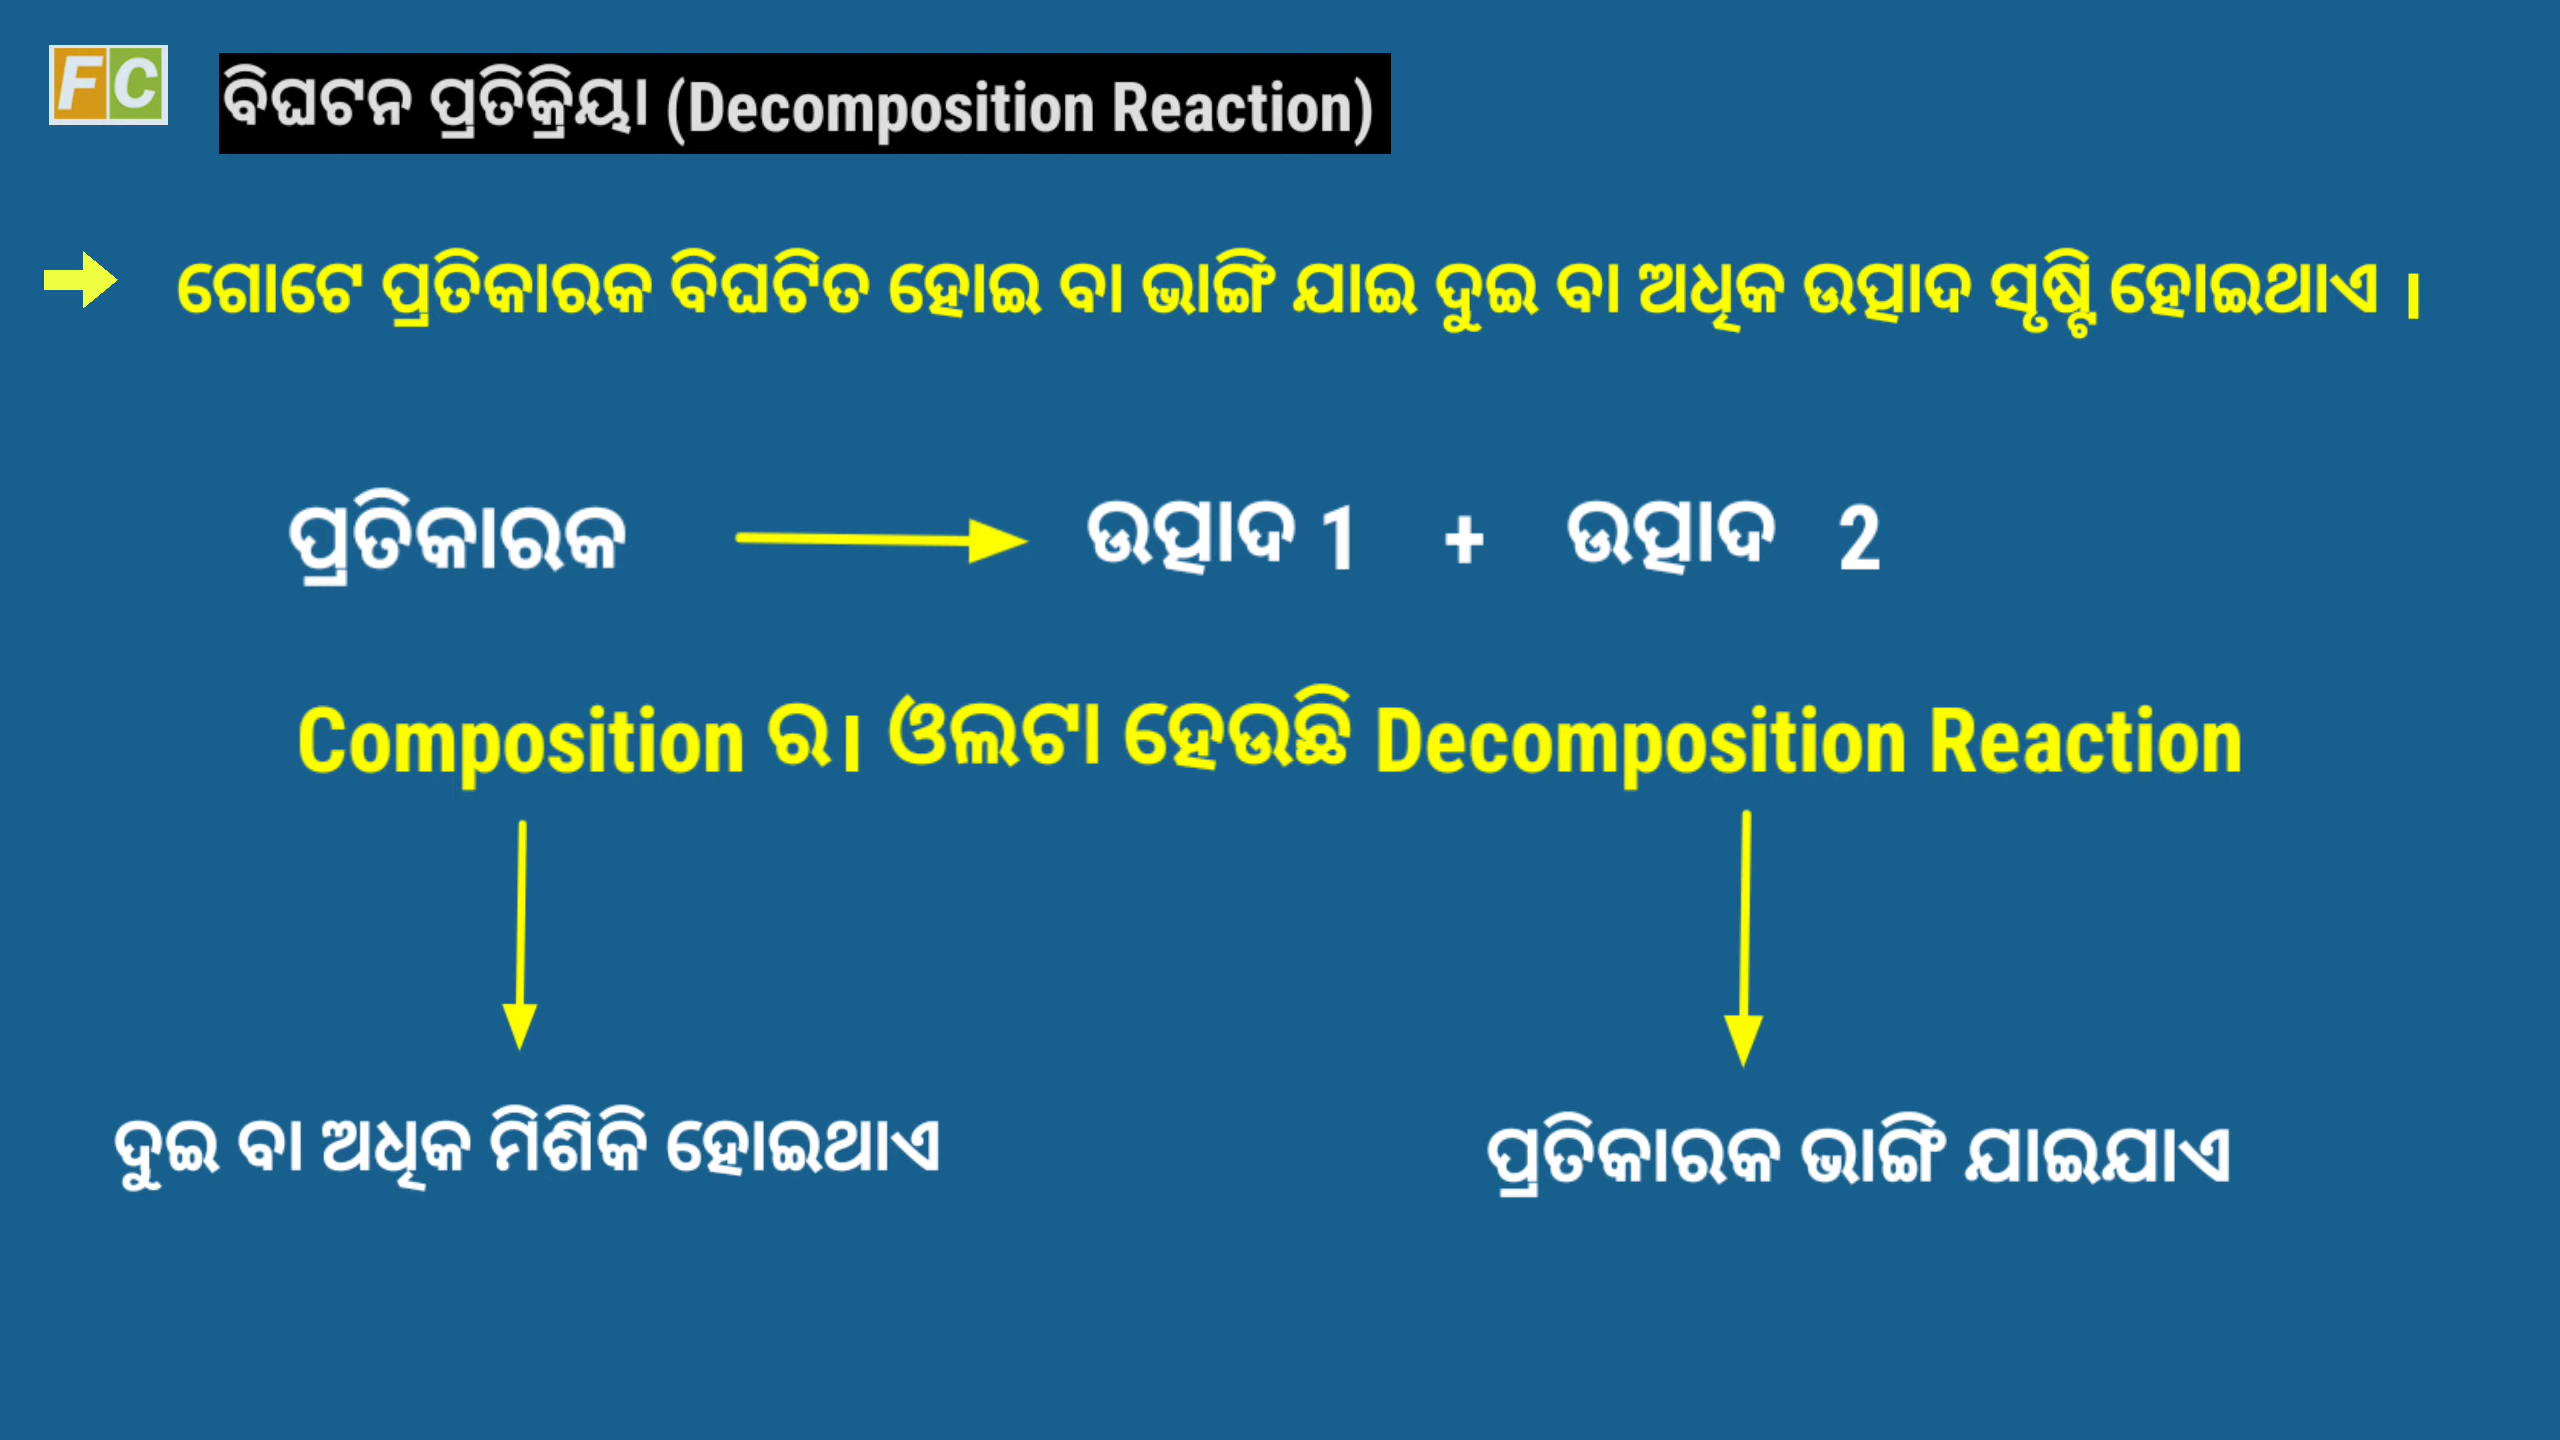 FC
ବିଘଟନ ପ୍ରତିକ୍ରିୟା (Decomposition Reaction)
ଗୋଟେ ପ୍ରତିକାରକ ବିଘଟିତ ହୋଇ ବା ଭାଙ୍ଗି ଯାଇ ଦୁଇ ବା ଅଧିକ ଉତ୍ପାଦ ସୃଷ୍ଟି ହୋଇଥାଏ ।
ପ୍ରତିକାରକ ଉତ୍ପାଦ 1 + ଉତ୍ପାଦ 2
Composition ର। ଓଲଟା ହେଉଛି Decomposition Reaction
ଦୁଇ ବା ଅଧିକ ମିଶିକି ହୋଇଥାଏ
ପ୍ରତିକାରକ ଭାଙ୍ଗି ଯାଇଯାଏ